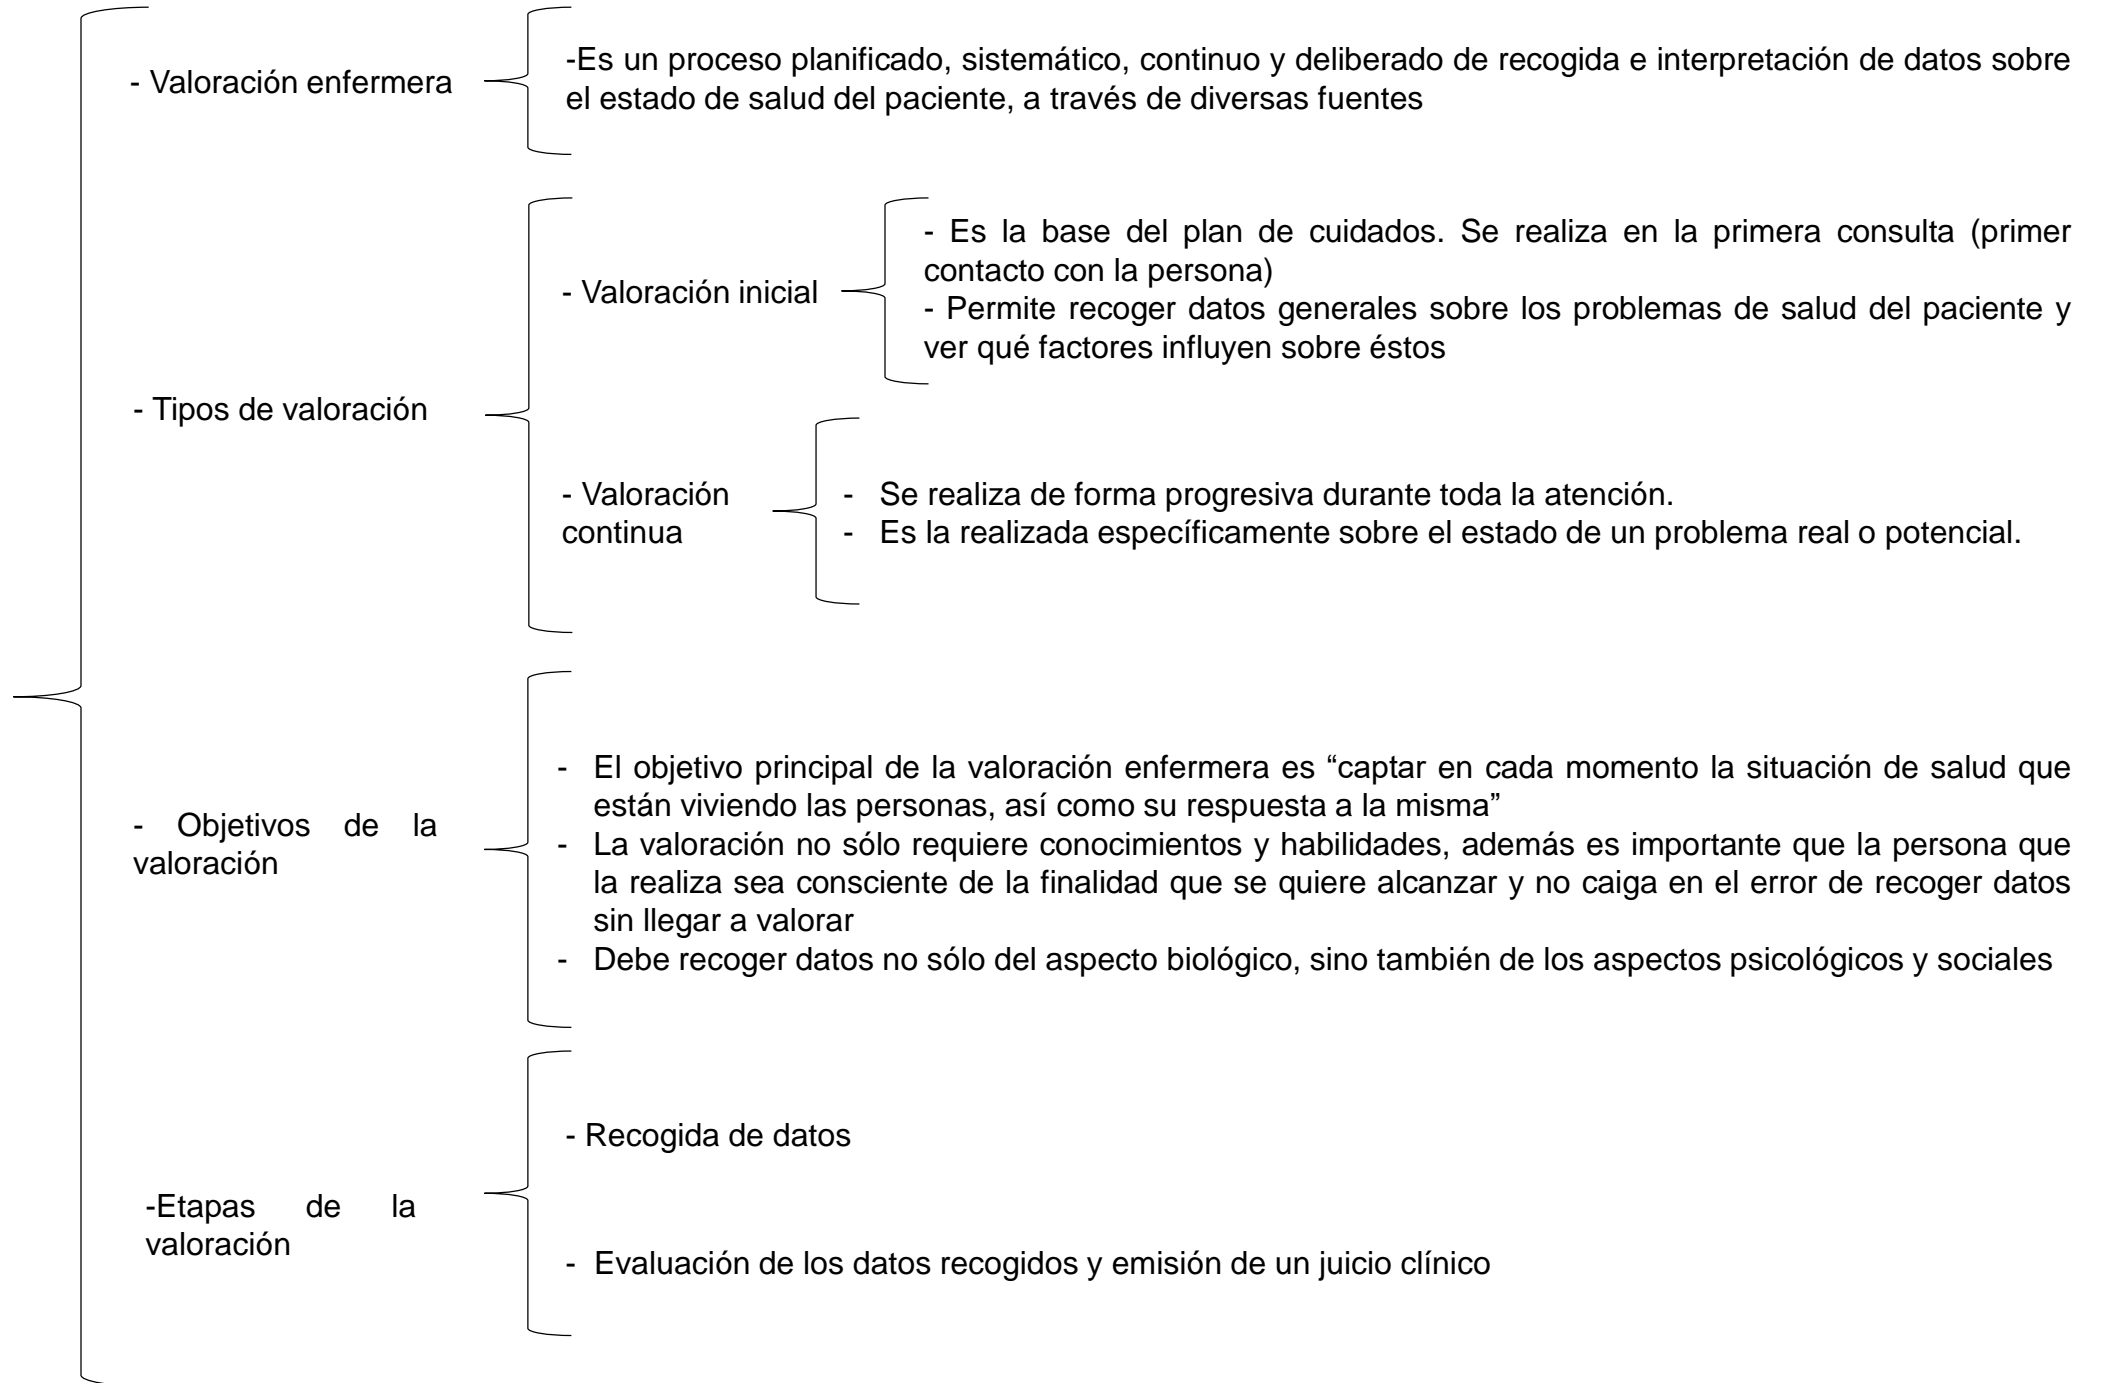 - Valoración enfermera
-Es un proceso planificado, sistemático, continuo y deliberado de recogida e interpretación de datos sobre
el estado de salud del paciente, a través de diversas fuentes
- Tipos de valoración
- Valoración inicial
- Es la base del plan de cuidados. Se realiza en la primera consulta (primer
contacto con la persona)
- Permite recoger datos generales sobre los problemas de salud del paciente y
ver qué factores influyen sobre éstos
- Valoración
continua
- Se realiza de forma progresiva durante toda la atención.
- Es la realizada específicamente sobre el estado de un problema real o potencial.
- Objetivos de la
valoración
- El objetivo principal de la valoración enfermera es “captar en cada momento la situación de salud que
están viviendo las personas, así como su respuesta a la misma”
- La valoración no sólo requiere conocimientos y habilidades, además es importante que la persona que
la realiza sea consciente de la finalidad que se quiere alcanzar y no caiga en el error de recoger datos
sin llegar a valorar
- Debe recoger datos no sólo del aspecto biológico, sino también de los aspectos psicológicos y sociales
-Etapas de la
valoración
- Recogida de datos
- Evaluación de los datos recogidos y emisión de un juicio clínico